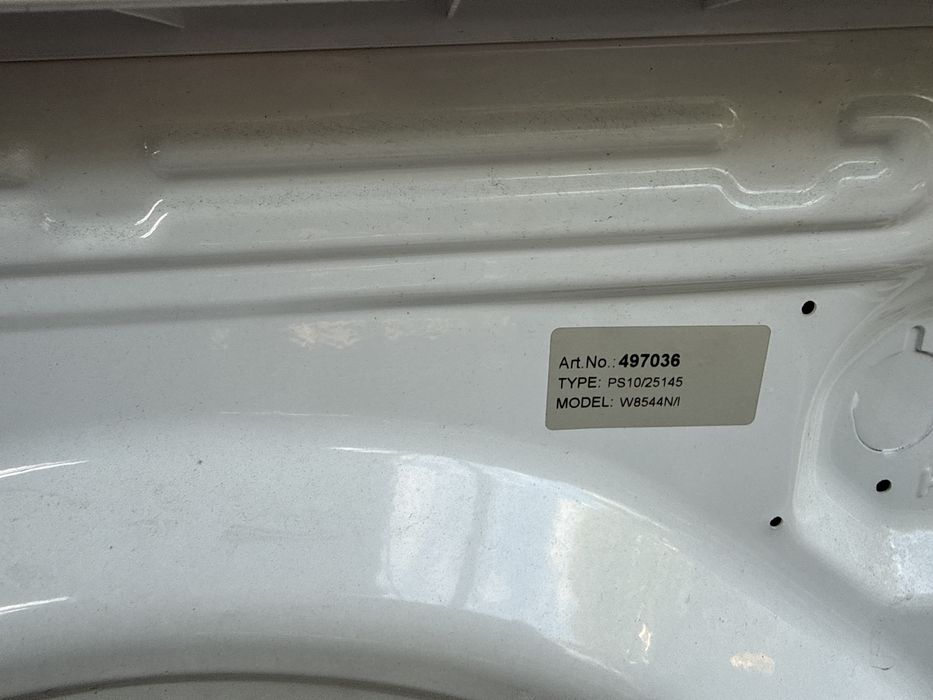 Art.No.: 497036
TYPE: PS10/25145
MODEL: W8544N/I